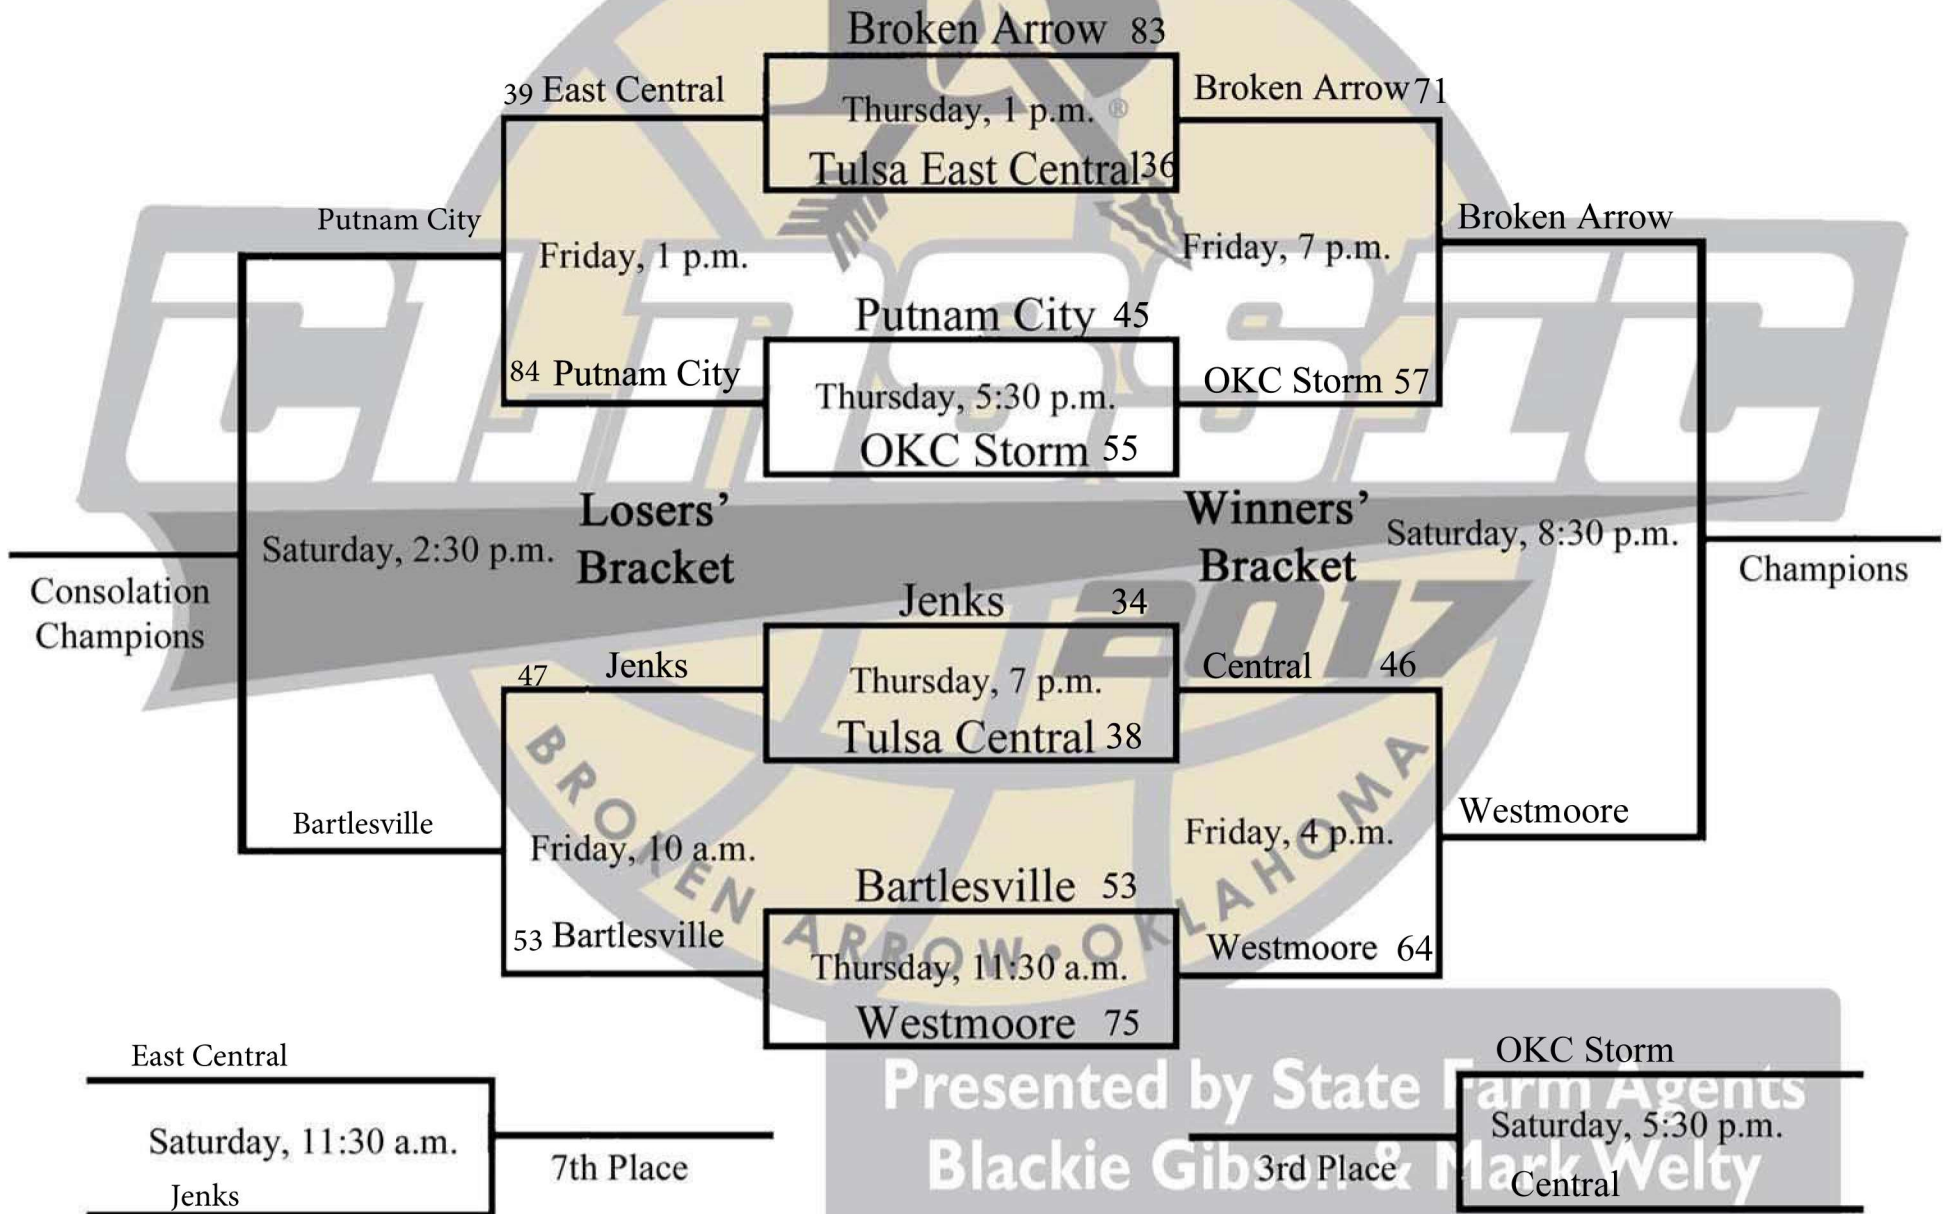 Broken Arrow 83
39 East Central
Thursday, 1 p.m. ®
Broken Arrow 71
Tulsa East Central 36
Putnam City
Broken Arrow
Friday, 1 p.m.
Friday, 7 p.m.
Putnam City 45
84 Putnam City
Thursday, 5:30 p.m.
OKC Storm 57
OKC Storm 55
CLASSIC
Losers’
Bracket
Winners’
Bracket
Saturday, 2:30 p.m.
Saturday, 8:30 p.m.
Consolation
Champions
Champions
2017
Jenks 34
47 Jenks
Thursday, 7 p.m.
Central 46
Tulsa Central 38
Bartlesville
Westmoore
Friday, 10 a.m.
Friday, 4 p.m.
Bartlesville 53
53 Bartlesville
Thursday, 11:30 a.m.
Westmoore 64
Westmoore 75
BROKEN ARROW • OKLAHOMA
East Central
Saturday, 11:30 a.m.
Jenks
7th Place
Presented by State Farm Agents
Blackie Gibson & Mark Welty
OKC Storm
Saturday, 5:30 p.m.
3rd Place
Central